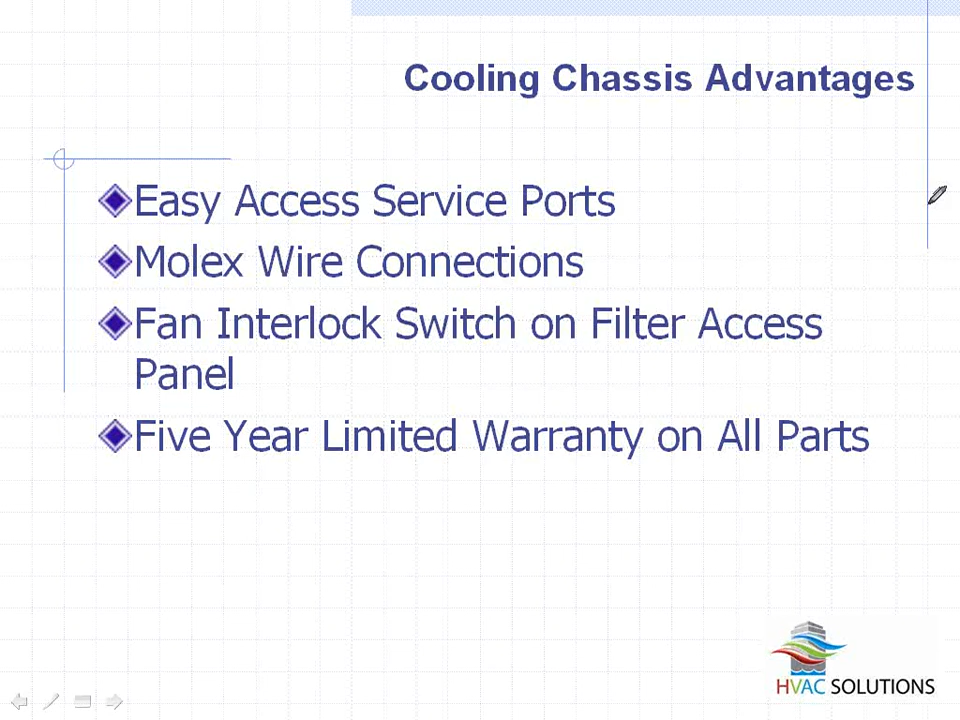 Cooling Chassis Advantages
Easy Access Service Ports
Molex Wire Connections
Fan Interlock Switch on Filter Access
Panel
Five Year Limited Warranty on All Parts
HVAC SOLUTIONS